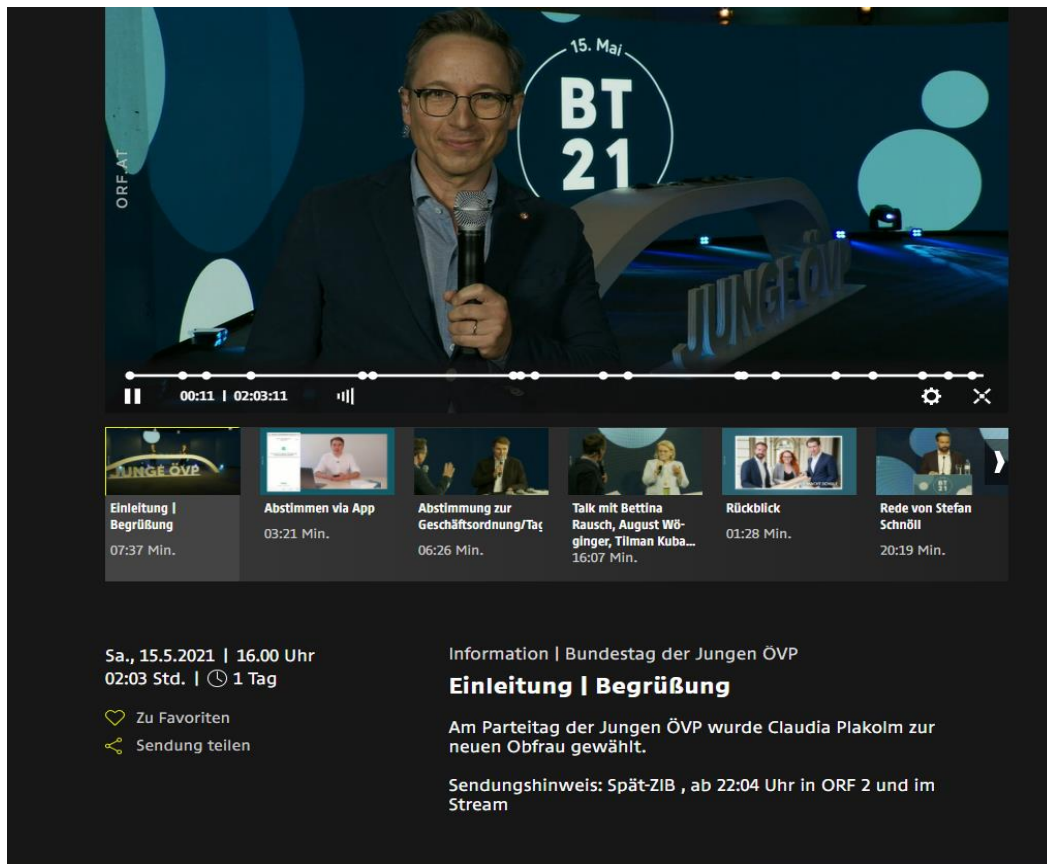 15. Mai
BT
21
ORF.AT
JUNGE ÖVP
00:11 | 02:03:11
JUNGE ÖVP
Einleitung |
Begrüßung
07:37 Min.
Abstimmen via App
03:21 Min.
Abstimmung zur
Geschäftsordnung/Tag
06:26 Min.
Talk mit Bettina
Rausch, August Wö-
ginger, Tilman Kuba...
16:07 Min.
Rückblick
01:28 Min.
BT
21
Rede von Stefan
Schnöll
20:19 Min.
Sa., 15.5.2021 | 16.00 Uhr
02:03 Std. | 1 Tag
Zu Favoriten
Sendung teilen
Information | Bundestag der Jungen ÖVP
Einleitung | Begrüßung
Am Parteitag der Jungen ÖVP wurde Claudia Plakolm zur
neuen Obfrau gewählt.
Sendungshinweis: Spät-ZIB , ab 22:04 Uhr in ORF 2 und im
Stream